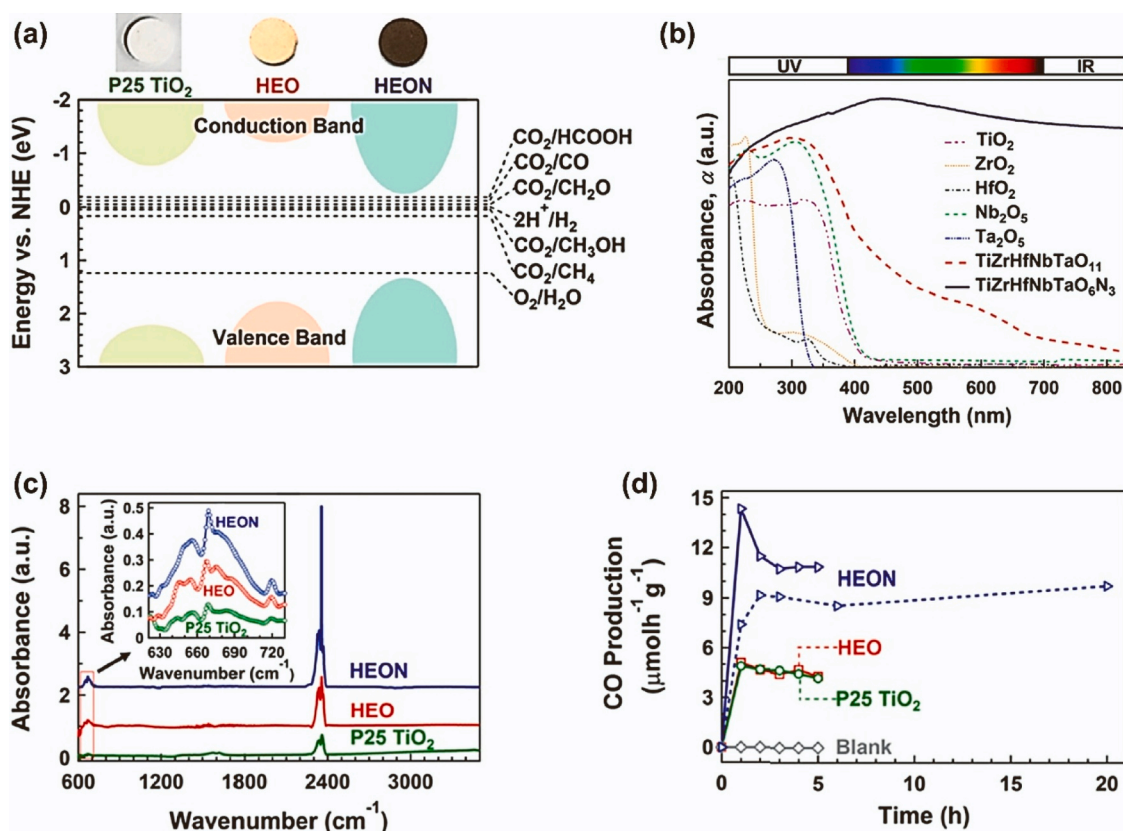 (a)
P25 TiO₂ HEO HEON
Energy vs. NHE (eV)
-2
-1
0
1
2
3
Conduction Band
Valence Band
CO₂/HCOOH
CO₂/CO
CO₂/CH₂O
2H⁺/H₂
CO₂/CH₃OH
CO₂/CH₄
O₂/H₂O
(b)
UV IR
Absorbance, α (a.u.)
TiO₂
ZrO₂
HfO₂
Nb₂O₅
Ta₂O₅
TiZrHfNbTaO₁₁
TiZrHfNbTaO₆N₃
200 300 400 500 600 700 800
Wavelength (nm)
(c)
Absorbance (a.u.)
8
6
4
2
0
Absorbance (a.u.)
0.5
0.4
0.3
0.2
0.1
0
HEON
HEO
P25 TiO₂
630 660 690 720
Wavenumber (cm⁻¹)
HEON
HEO
P25 TiO₂
600 1200 1800 2400 3000
Wavenumber (cm⁻¹)
(d)
CO Production
(μmolh⁻¹g⁻¹)
15
12
9
6
3
0
HEON
HEO
P25 TiO₂
Blank
0 5 10 15 20
Time (h)